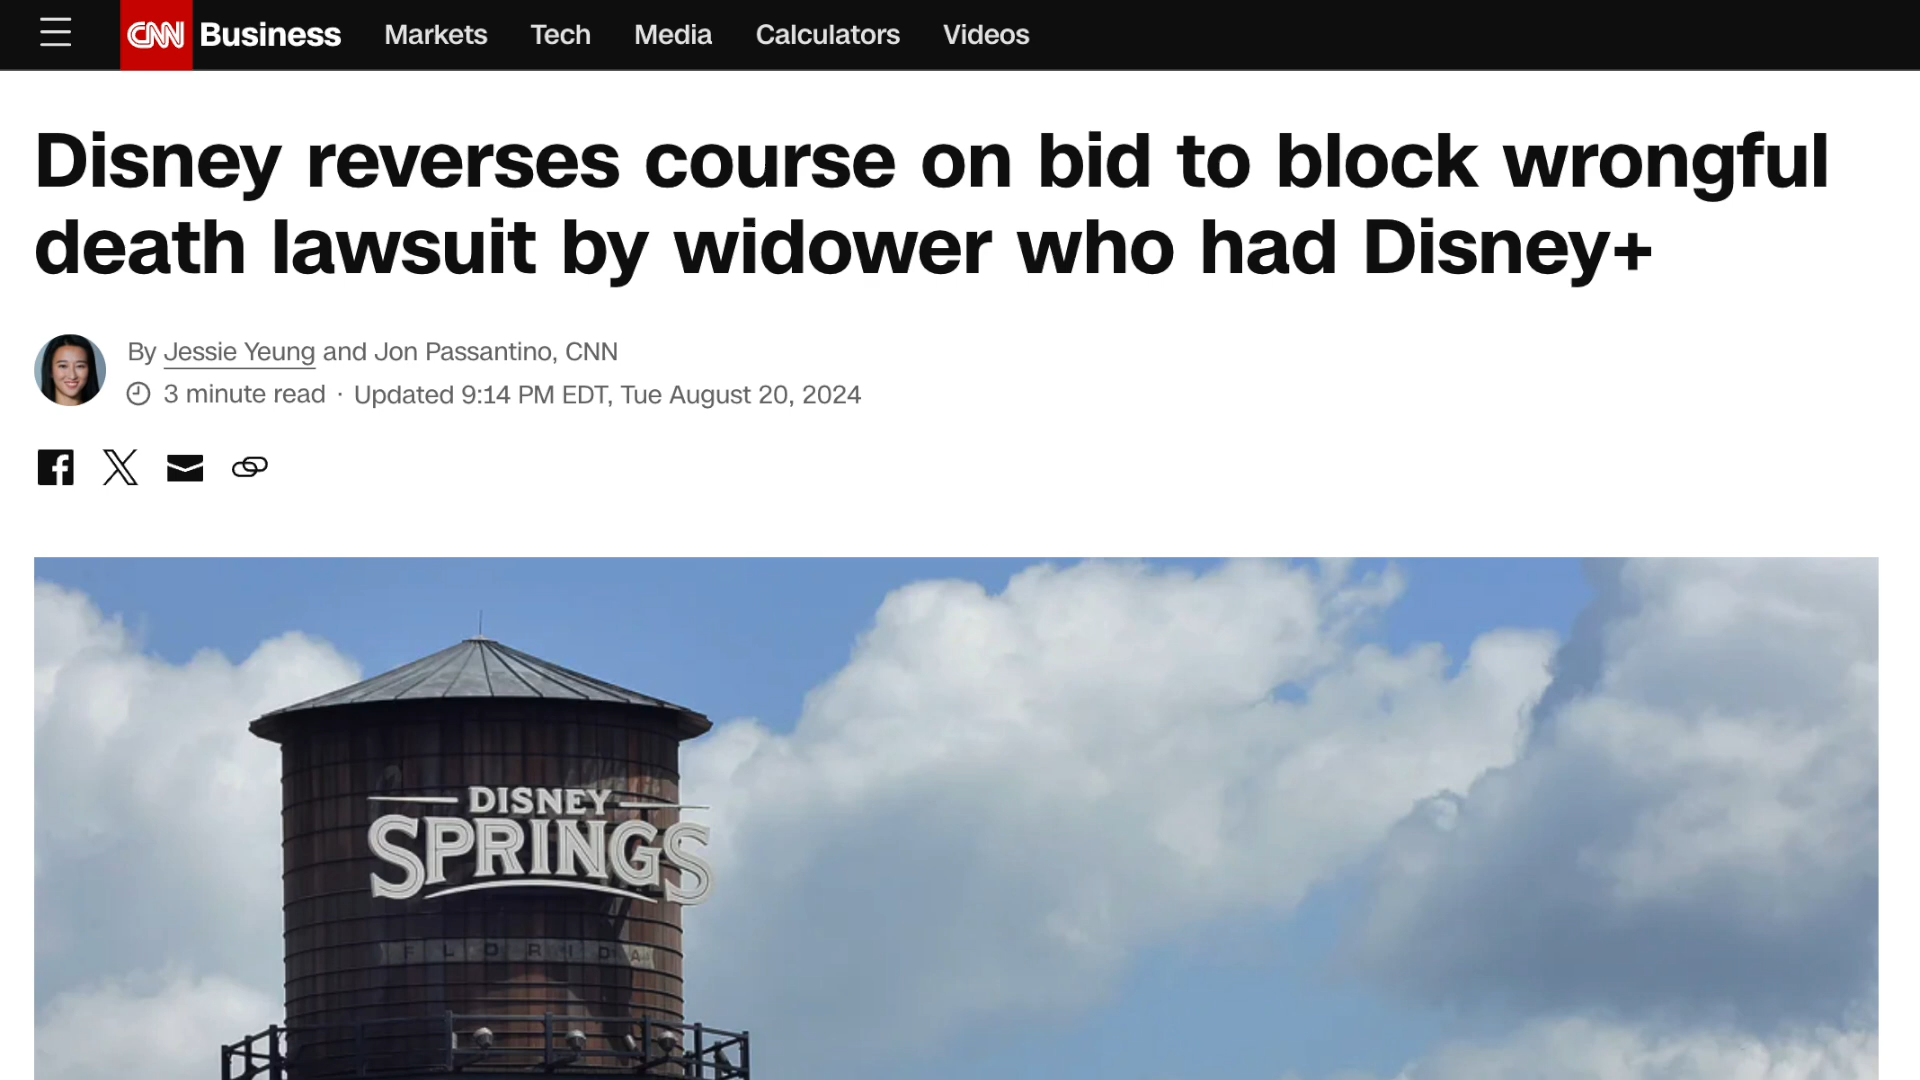 CNN Business Markets Tech Media Calculators Videos
Disney reverses course on bid to block wrongful
death lawsuit by widower who had Disney+
By Jessie Yeung and Jon Passantino, CNN
3 minute read · Updated 9:14 PM EDT, Tue August 20, 2024
DISNEY
SPRINGS
FLORIDA